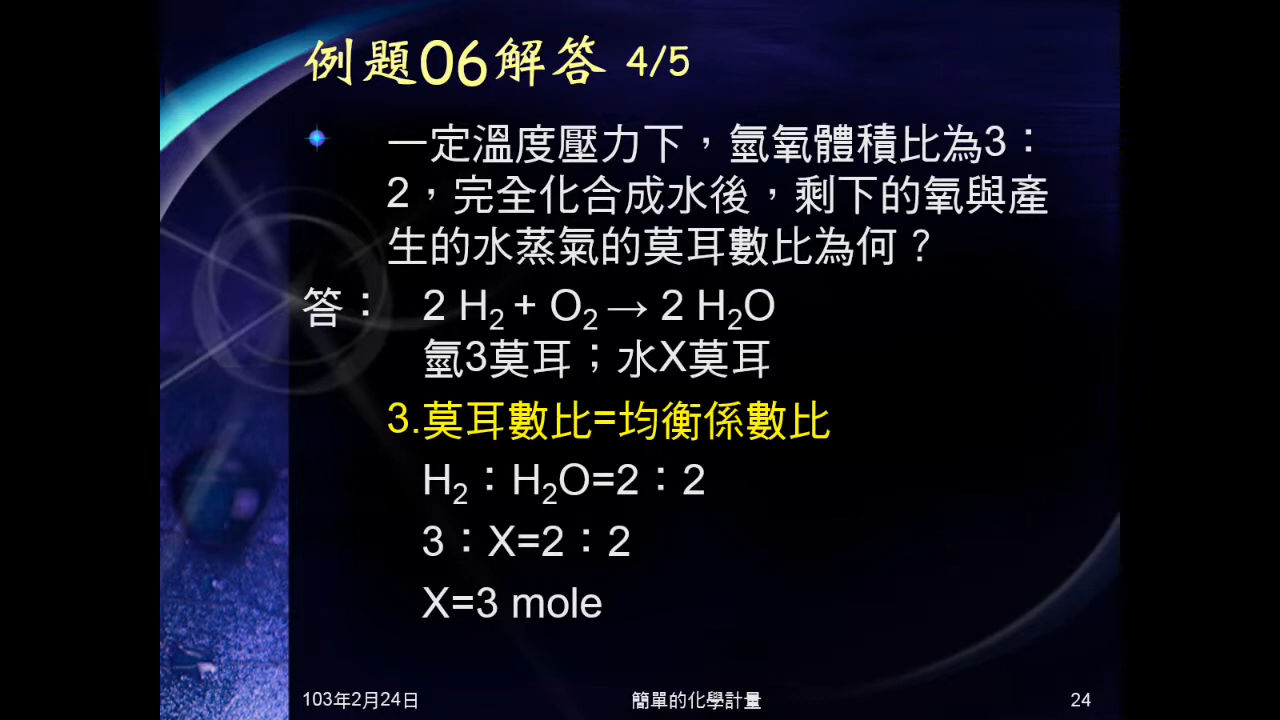 例題06解答 4/5
一定溫度壓力下，氫氧體積比為3：
2，完全化合成水後，剩下的氧與產
生的水蒸氣的莫耳數比為何？
答： 2 H₂ + O₂ → 2 H₂O
氫3莫耳；水X莫耳
3.莫耳數比=均衡係數比
H₂：H₂O=2：2
3：X=2：2
X=3 mole
103年2月24日 簡單的化學計量 24